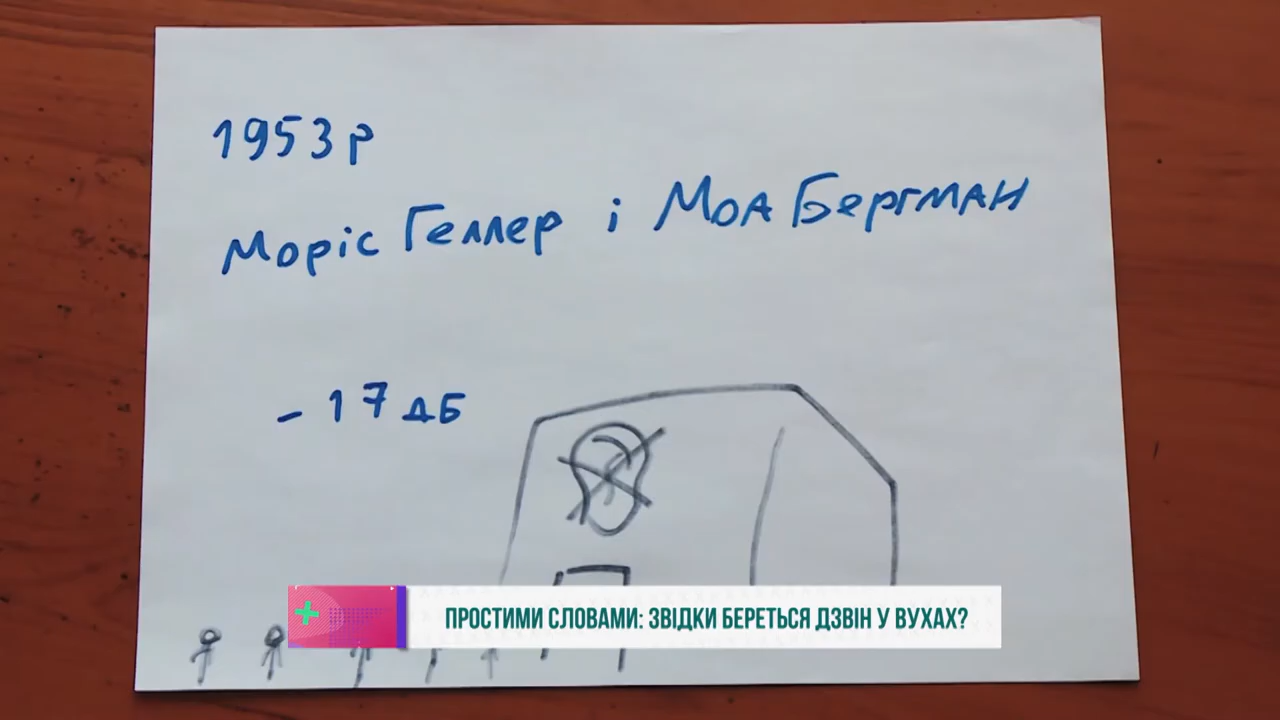 1953 р
Моріс Геллер і Моа Бергман
- 17 дБ
ПРОСТИМИ СЛОВАМИ: ЗВІДКИ БЕРЕТЬСЯ ДЗВІН У ВУХАХ?